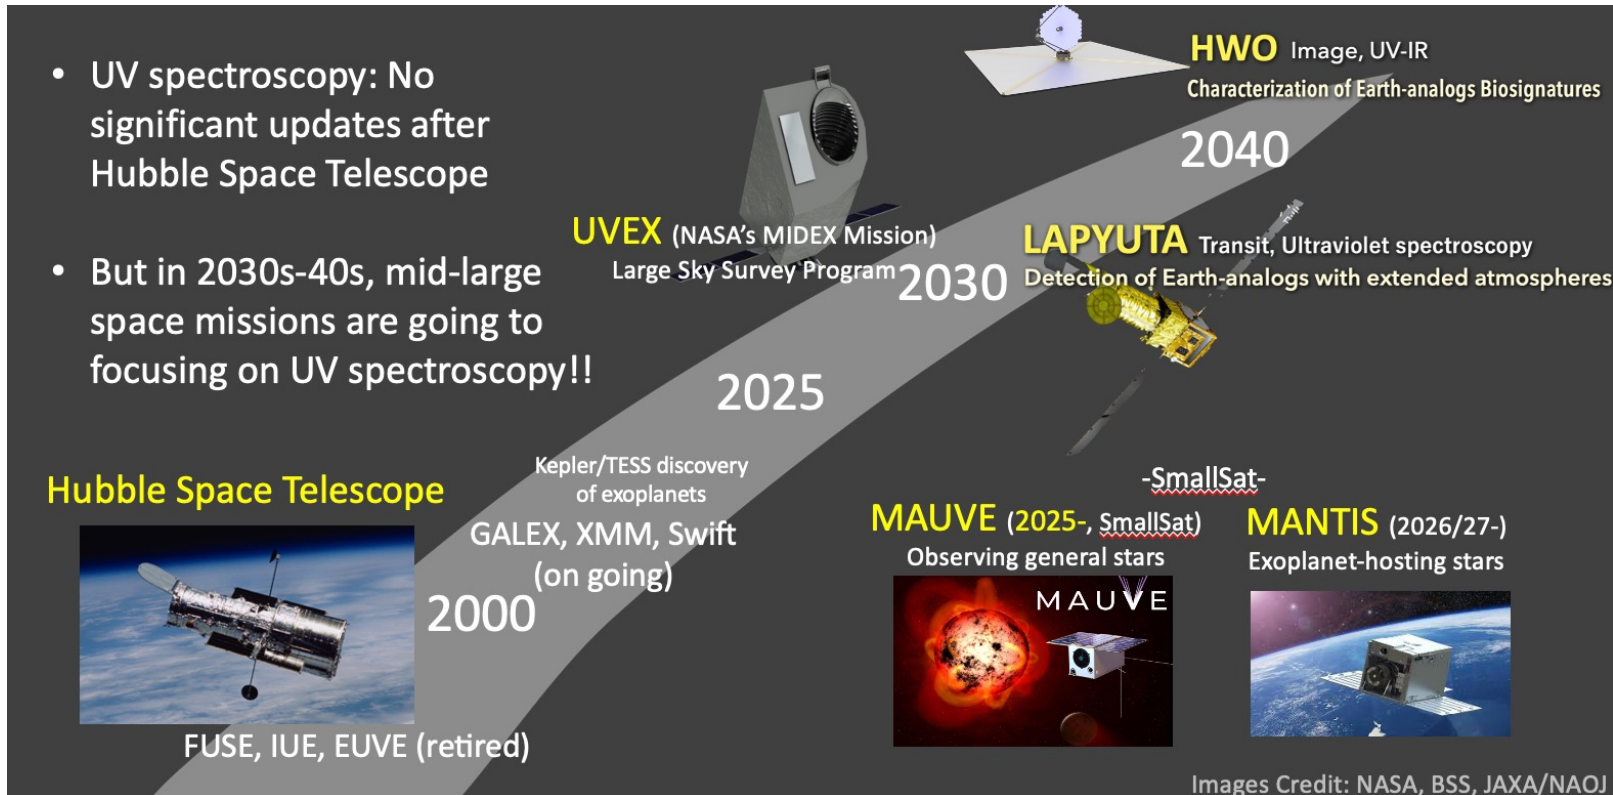 • UV spectroscopy: No
significant updates after
Hubble Space Telescope
• But in 2030s-40s, mid-large
space missions are going to
focusing on UV spectroscopy!!
HWO Image, UV-IR
Characterization of Earth-analogs Biosignatures
2040
UVEX (NASA's MIDEX Mission)
Large Sky Survey Program
2030
LAPYUTA Transit, Ultraviolet spectroscopy
Detection of Earth-analogs with extended atmospheres
2025
Hubble Space Telescope
Kepler/TESS discovery
of exoplanets
GALEX, XMM, Swift
(on going)
2000
FUSE, IUE, EUVE (retired)
-SmallSat-
MAUVE (2025-, SmallSat)
Observing general stars
MAUVE
MANTIS (2026/27-)
Exoplanet-hosting stars
Images Credit: NASA, BSS, JAXA/NAOJ